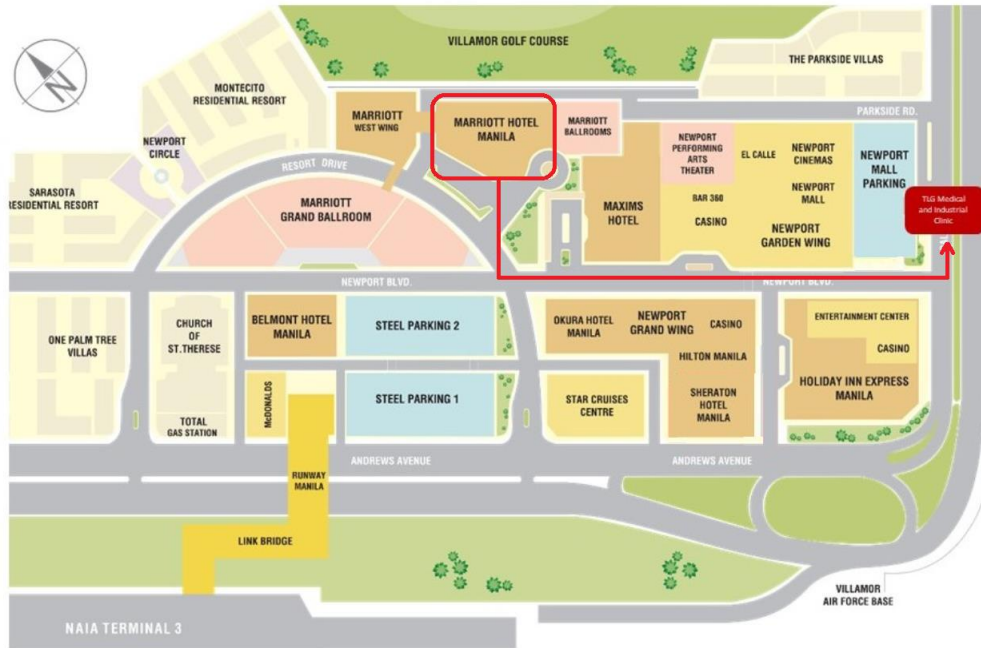 VILLAMOR GOLF COURSE
THE PARKSIDE VILLAS
N
MONTECITO
RESIDENTIAL RESORT
MARRIOTT
WEST WING
MARRIOTT HOTEL
MANILA
MARRIOTT
BALLROOMS
PARKSIDE RD.
NEWPORT
CIRCLE
RESORT DRIVE
NEWPORT
PERFORMING
ARTS
THEATER
EL CALLE
NEWPORT
CINEMAS
NEWPORT
MALL
PARKING
SARASOTA
RESIDENTIAL RESORT
MARRIOTT
GRAND BALLROOM
MAXIMS
HOTEL
BAR 360
CASINO
NEWPORT
MALL
NEWPORT
GARDEN WING
TLG Medical
and Industrial
Clinic
NEWPORT BLVD.
NEWPORT BLVD.
ONE PALM TREE
VILLAS
CHURCH
OF
ST.THERESE
BELMONT HOTEL
MANILA
STEEL PARKING 2
OKURA HOTEL
MANILA
NEWPORT
GRAND WING
CASINO
HILTON MANILA
ENTERTAINMENT CENTER
CASINO
TOTAL
GAS STATION
McDONALDS
STEEL PARKING 1
STAR CRUISES
CENTRE
SHERATON
HOTEL
MANILA
HOLIDAY INN EXPRESS
MANILA
ANDREWS AVENUE
ANDREWS AVENUE
RUNWAY
MANILA
LINK BRIDGE
VILLAMOR
AIR FORCE BASE
NAIA TERMINAL 3